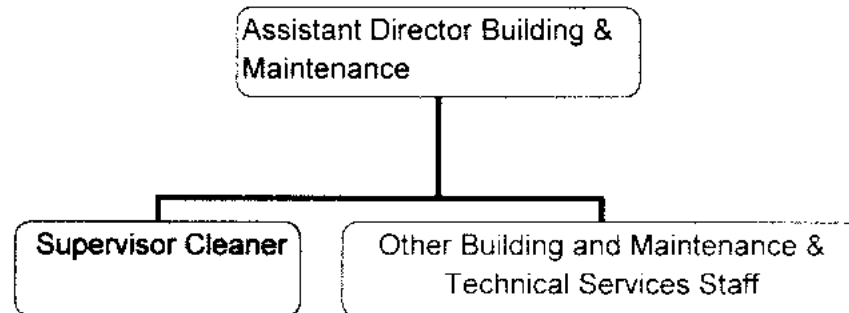 Assistant Director Building &
Maintenance
Supervisor Cleaner
Other Building and Maintenance &
Technical Services Staff